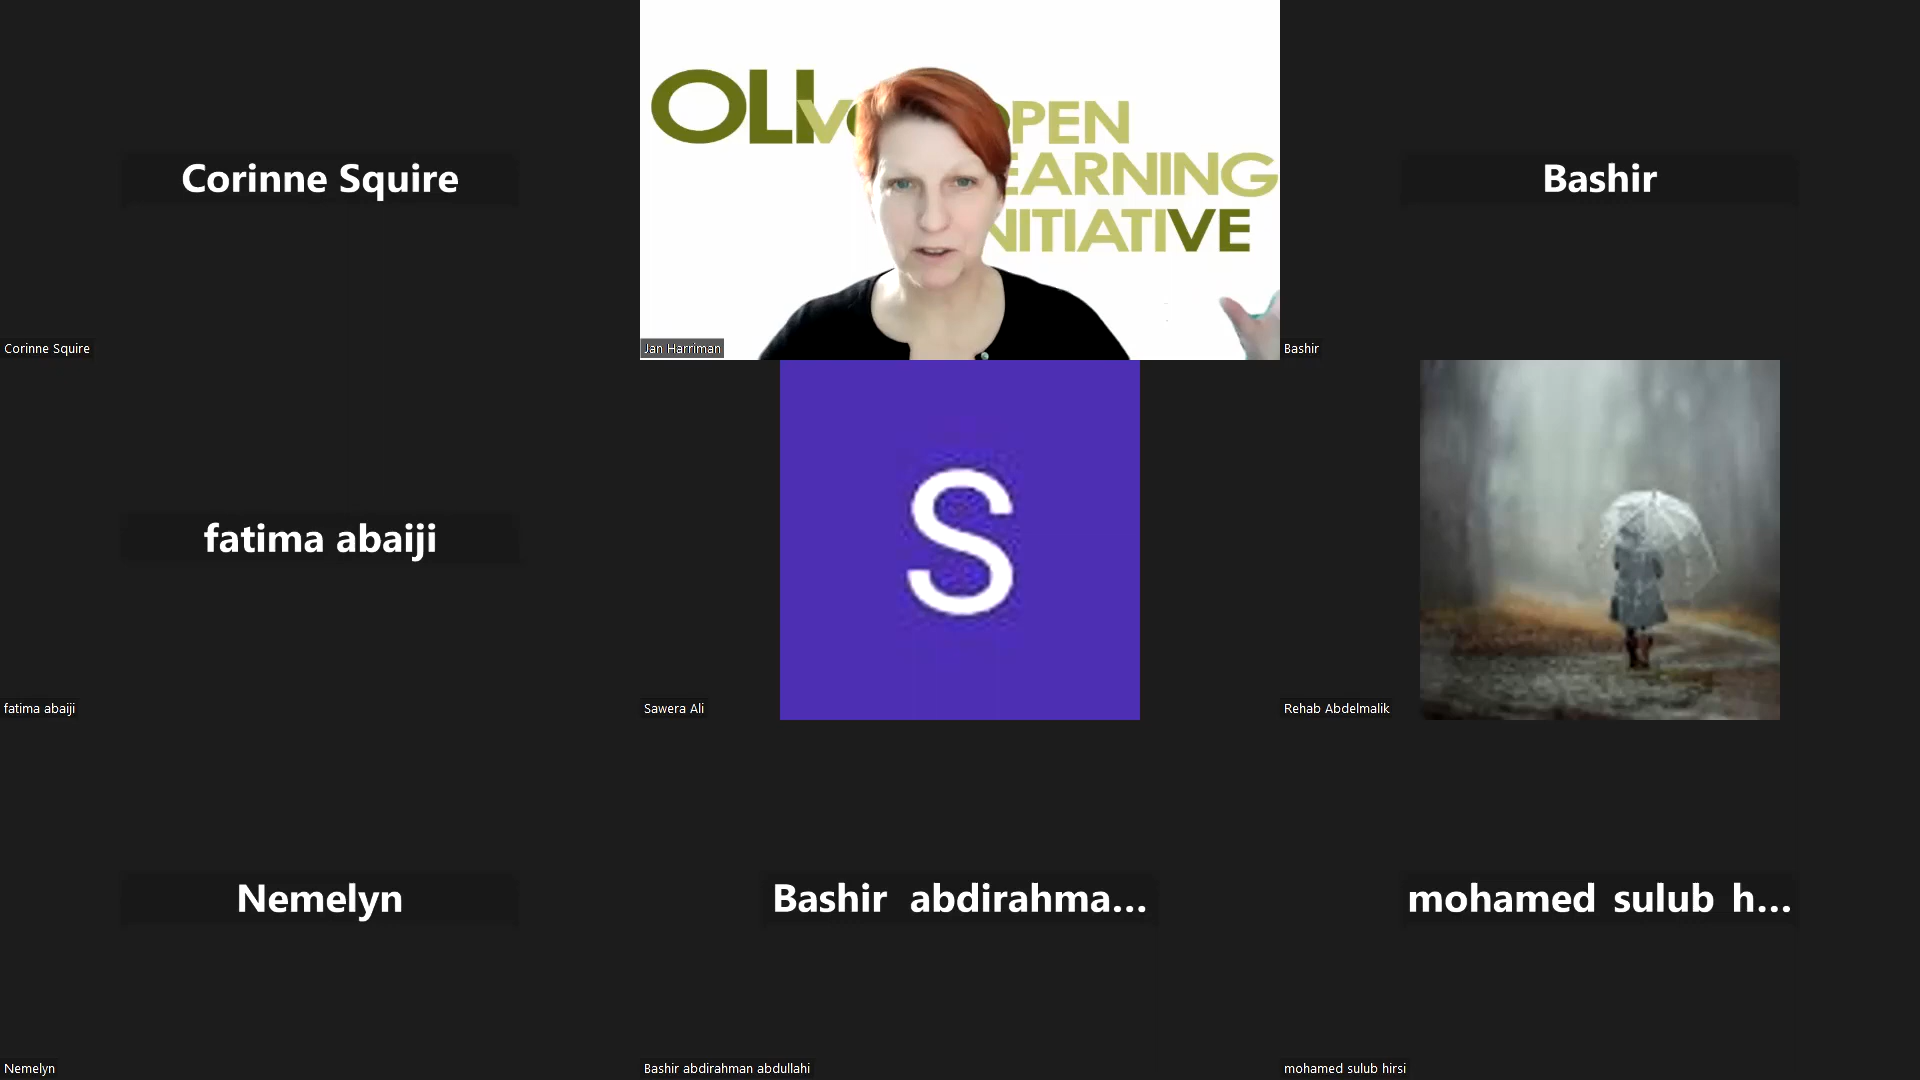 Corinne Squire
Corinne Squire
OLIve
OPEN
LEARNING
INITIATIVE
Jan Harriman
Bashir
Bashir
fatima abaiji
fatima abaiji
S
Sawera Ali
Rehab Abdelmalik
Nemelyn
Nemelyn
Bashir abdirahma...
Bashir abdirahman abdullahi
mohamed sulub h...
mohamed sulub hirsi